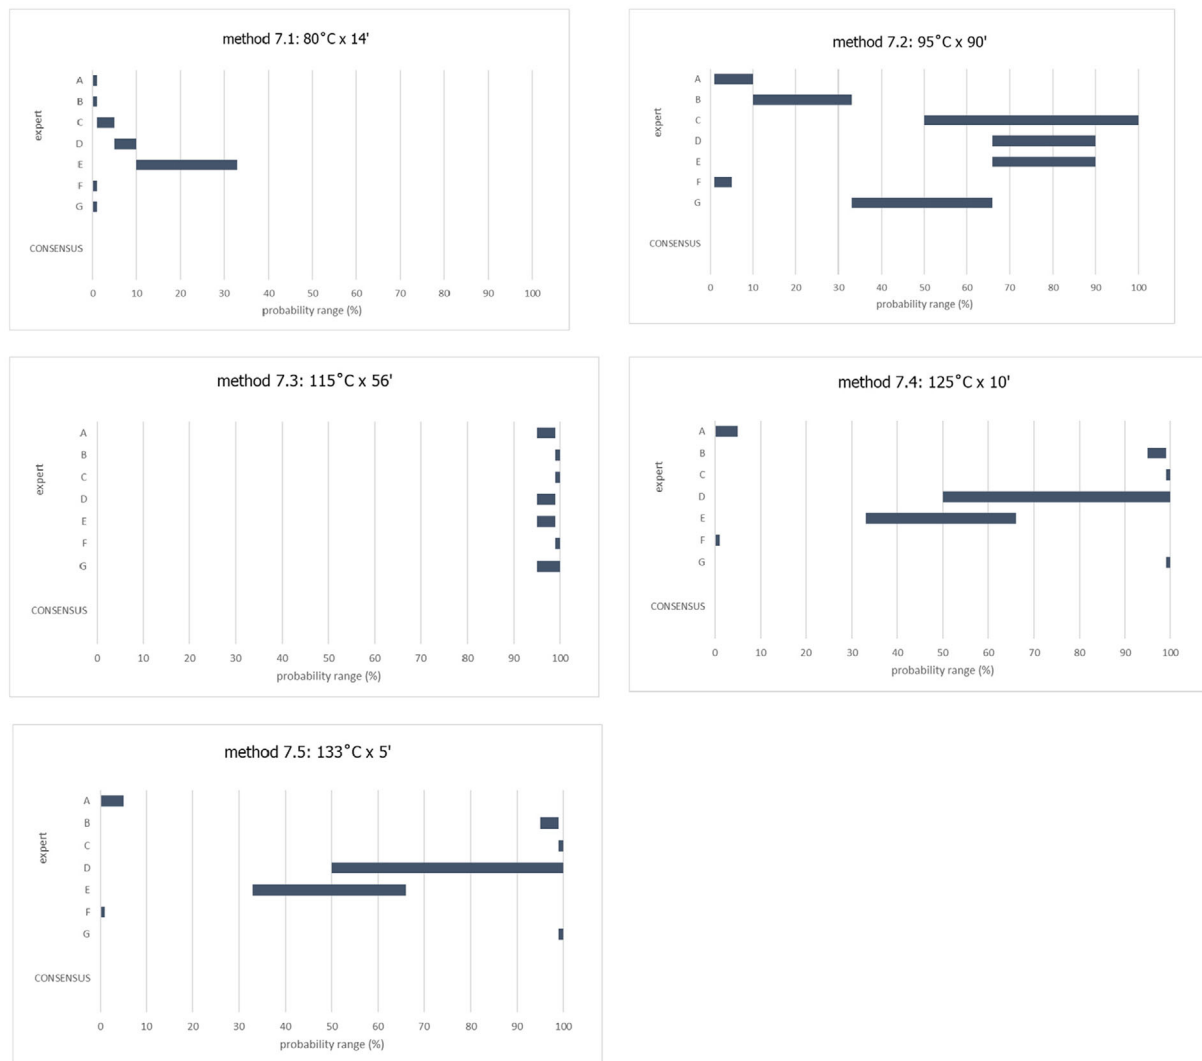 method 7.1: 80°C x 14'
expert
A
B
C
D
E
F
G
CONSENSUS
0 10 20 30 40 50 60 70 80 90 100
probability range (%)
method 7.2: 95°C x 90'
expert
A
B
C
D
E
F
G
CONSENSUS
0 10 20 30 40 50 60 70 80 90 100
probability range (%)
method 7.3: 115°C x 56'
expert
A
B
C
D
E
F
G
CONSENSUS
0 10 20 30 40 50 60 70 80 90 100
probability range (%)
method 7.4: 125°C x 10'
expert
A
B
C
D
E
F
G
CONSENSUS
0 10 20 30 40 50 60 70 80 90 100
probability range (%)
method 7.5: 133°C x 5'
expert
A
B
C
D
E
F
G
CONSENSUS
0 10 20 30 40 50 60 70 80 90 100
probability range (%)